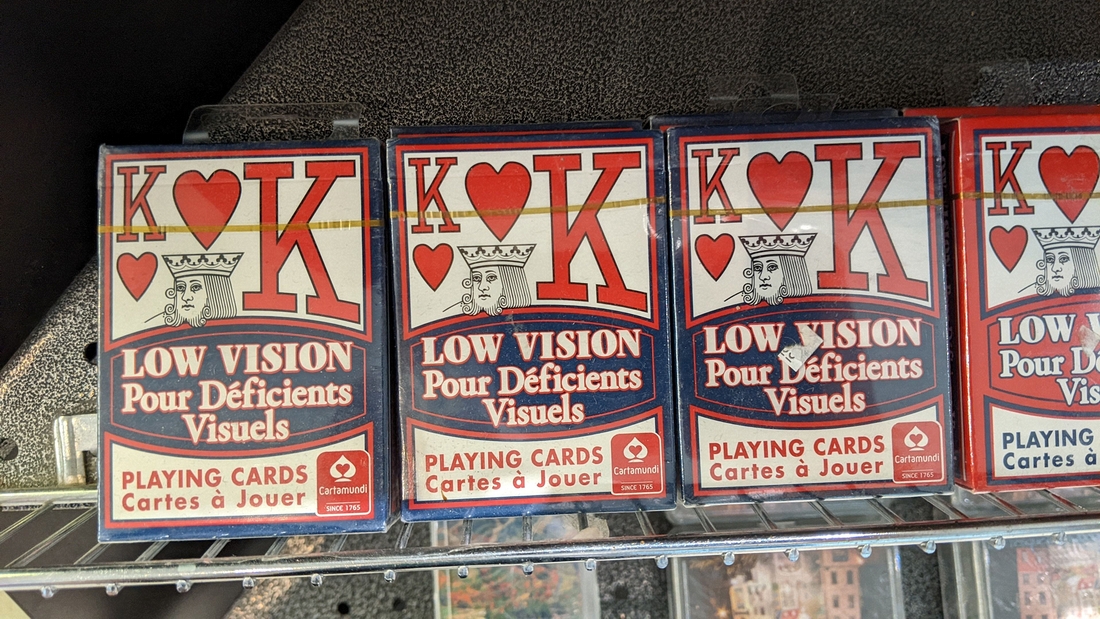 K K
LOW VISION
Pour Déficients
Visuels
PLAYING CARDS
Cartes à Jouer
Cartamundi
SINCE 1765
K K
LOW VISION
Pour Déficients
Visuels
PLAYING CARDS
Cartes à Jouer
Cartamundi
SINCE 1765
K K
LOW VISION
Pour Déficients
Visuels
PLAYING CARDS
Cartes à Jouer
Cartamundi
SINCE 1765
K
LOW
Pour
PLAYING
Cartes à